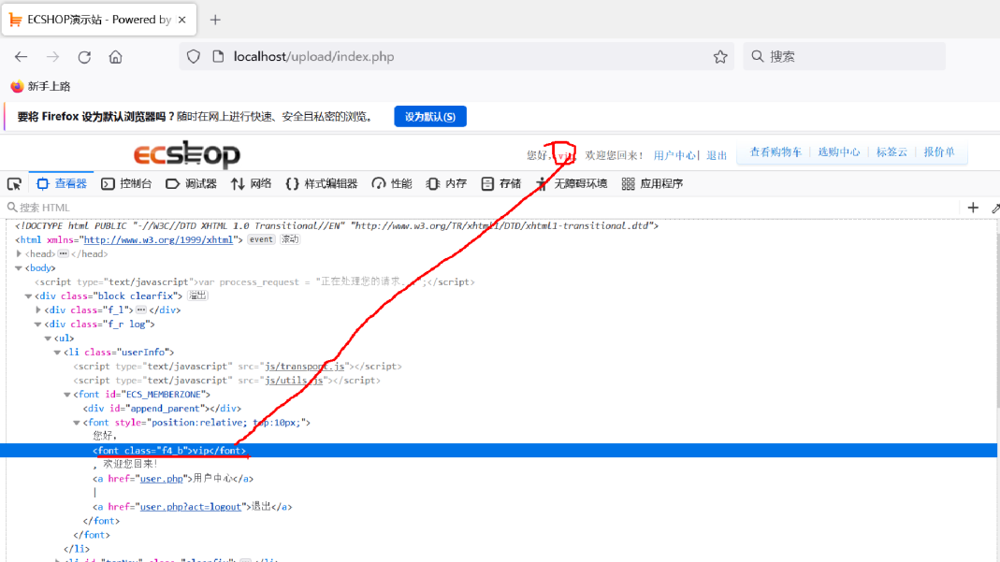 ECSHOP演示站 - Powered by
localhost/upload/index.php
搜索
新手上路
要将 Firefox 设为默认浏览器吗？随时在网上进行快速、安全且私密的浏览。 设为默认(S)
ecshop
您好, vip 欢迎您回来! 用户中心| 退出 查看购物车 选购中心 标签云 报价单
查看器 控制台 调试器 网络 样式编辑器 性能 内存 存储 无障碍环境 应用程序
搜索 HTML
<!DOCTYPE html PUBLIC "-//W3C//DTD XHTML 1.0 Transitional//EN" "http://www.w3.org/TR/xhtml1/DTD/xhtml1-transitional.dtd">
<html xmlns="http://www.w3.org/1999/xhtml"> event 滚动
<head> ··· </head>
<body>
<script type="text/javascript">var process_request = "正在处理您的请求...";</script>
<div class="block clearfix"> 溢出
<div class="f_l"> ··· </div>
<div class="f_r log">
<ul>
<li class="userInfo">
<script type="text/javascript" src="js/transport.js"></script>
<script type="text/javascript" src="js/utils.js"></script>
<font id="ECS_MEMBERZONE">
<div id="append_parent"></div>
<font style="position:relative; top:10px;">
您好,
<font class="f4_b">vip</font>
, 欢迎您回来!
<a href="user.php">用户中心</a>
|
<a href="user.php?act=logout">退出</a>
</font>
</font>
</li>